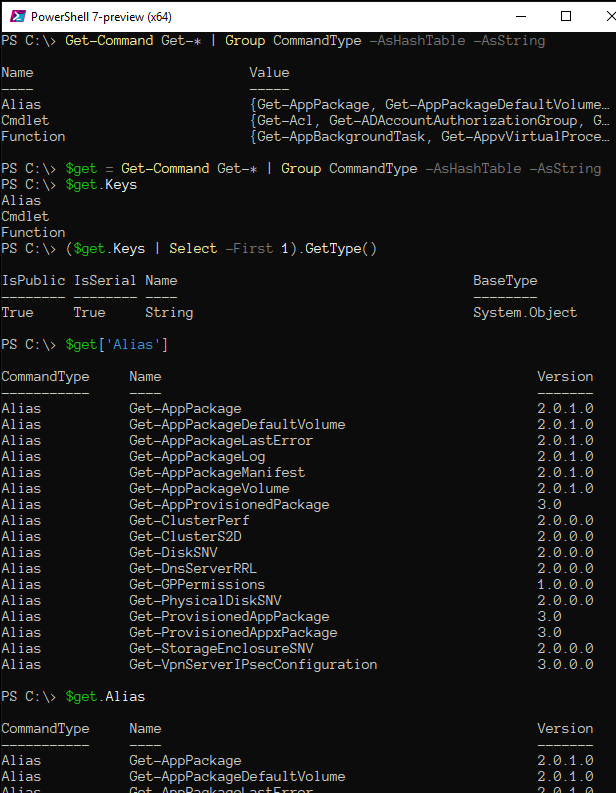 PowerShell 7-preview (x64)
PS C:\> Get-Command Get-* | Group CommandType -AsHashTable -AsString
Name Value
---- -----
Alias {Get-AppPackage, Get-AppPackageDefaultVolume…
Cmdlet {Get-Acl, Get-ADAccountAuthorizationGroup, G…
Function {Get-AppBackgroundTask, Get-AppvVirtualProce…
PS C:\> $get = Get-Command Get-* | Group CommandType -AsHashTable -AsString
PS C:\> $get.Keys
Alias
Cmdlet
Function
PS C:\> ($get.Keys | Select -First 1).GetType()
IsPublic IsSerial Name BaseType
-------- -------- ---- --------
True True String System.Object
PS C:\> $get['Alias']
CommandType Name Version
----------- ---- -------
Alias Get-AppPackage 2.0.1.0
Alias Get-AppPackageDefaultVolume 2.0.1.0
Alias Get-AppPackageLastError 2.0.1.0
Alias Get-AppPackageLog 2.0.1.0
Alias Get-AppPackageManifest 2.0.1.0
Alias Get-AppPackageVolume 2.0.1.0
Alias Get-AppProvisionedPackage 3.0
Alias Get-ClusterPerf 2.0.0.0
Alias Get-ClusterS2D 2.0.0.0
Alias Get-DiskSNV 2.0.0.0
Alias Get-DnsServerRRL 2.0.0.0
Alias Get-GPPermissions 1.0.0.0
Alias Get-PhysicalDiskSNV 2.0.0.0
Alias Get-ProvisionedAppPackage 3.0
Alias Get-ProvisionedAppxPackage 3.0
Alias Get-StorageEnclosureSNV 2.0.0.0
Alias Get-VpnServerIPsecConfiguration 3.0.0.0
PS C:\> $get.Alias
CommandType Name Version
----------- ---- -------
Alias Get-AppPackage 2.0.1.0
Alias Get-AppPackageDefaultVolume 2.0.1.0
Alias Get-AppPackageLastError 2.0.1.0